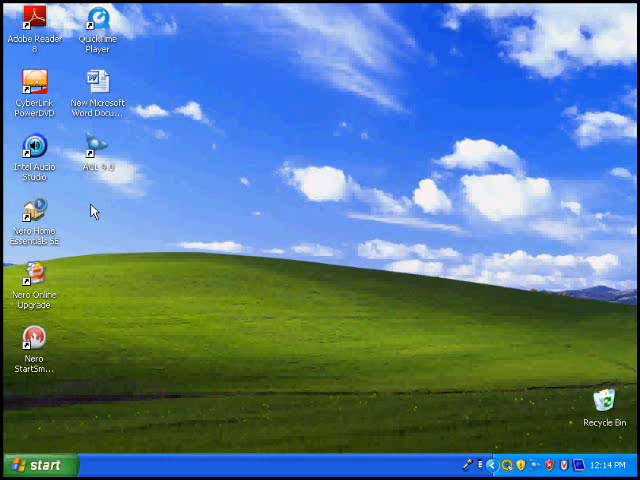 Adobe Reader
8
QuickTime
Player
CyberLink
PowerDVD
New Microsoft
Word Docu...
Intel Audio
Studio
AOL 9.0
Nero Home
Essentials SE
Nero Online
Upgrade
Nero
StartSm...
Recycle Bin
start
12:14 PM